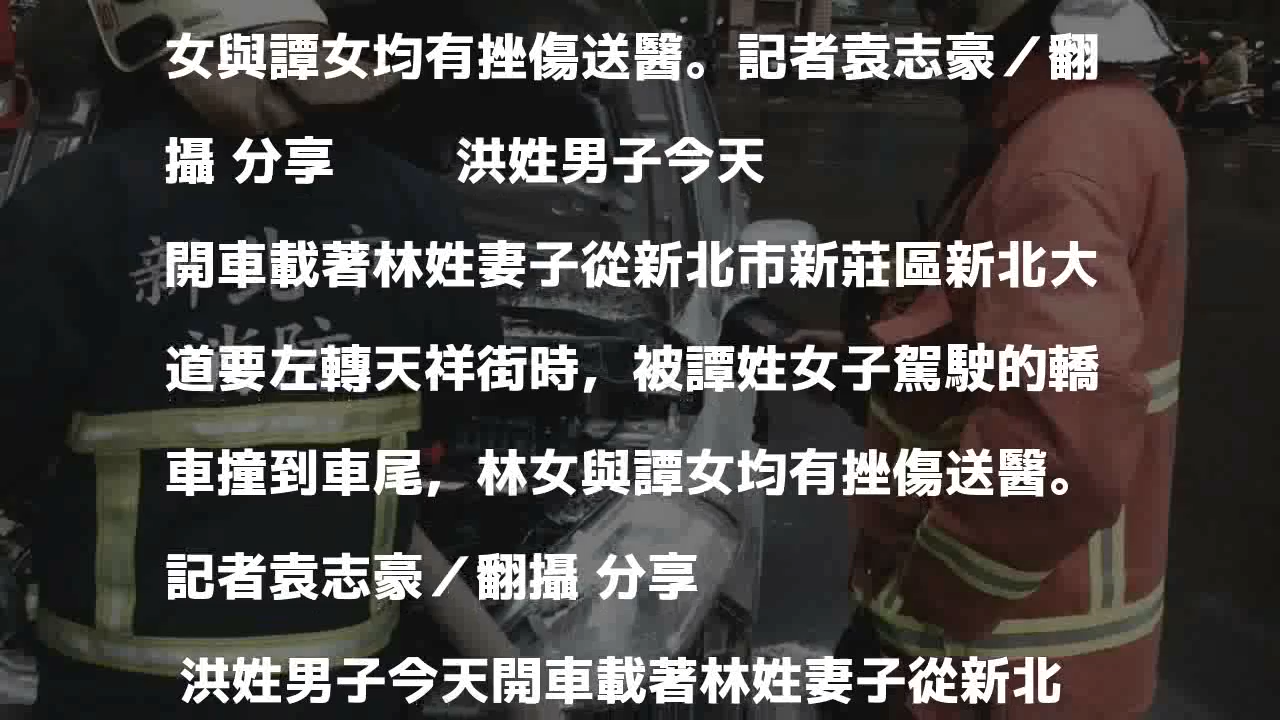 女與譚女均有挫傷送醫。記者袁志豪／翻
攝 分享 洪姓男子今天
開車載著林姓妻子從新北市新莊區新北大
道要左轉天祥街時，被譚姓女子駕駛的轎
車撞到車尾，林女與譚女均有挫傷送醫。
記者袁志豪／翻攝 分享
洪姓男子今天開車載著林姓妻子從新北
新北市
消防